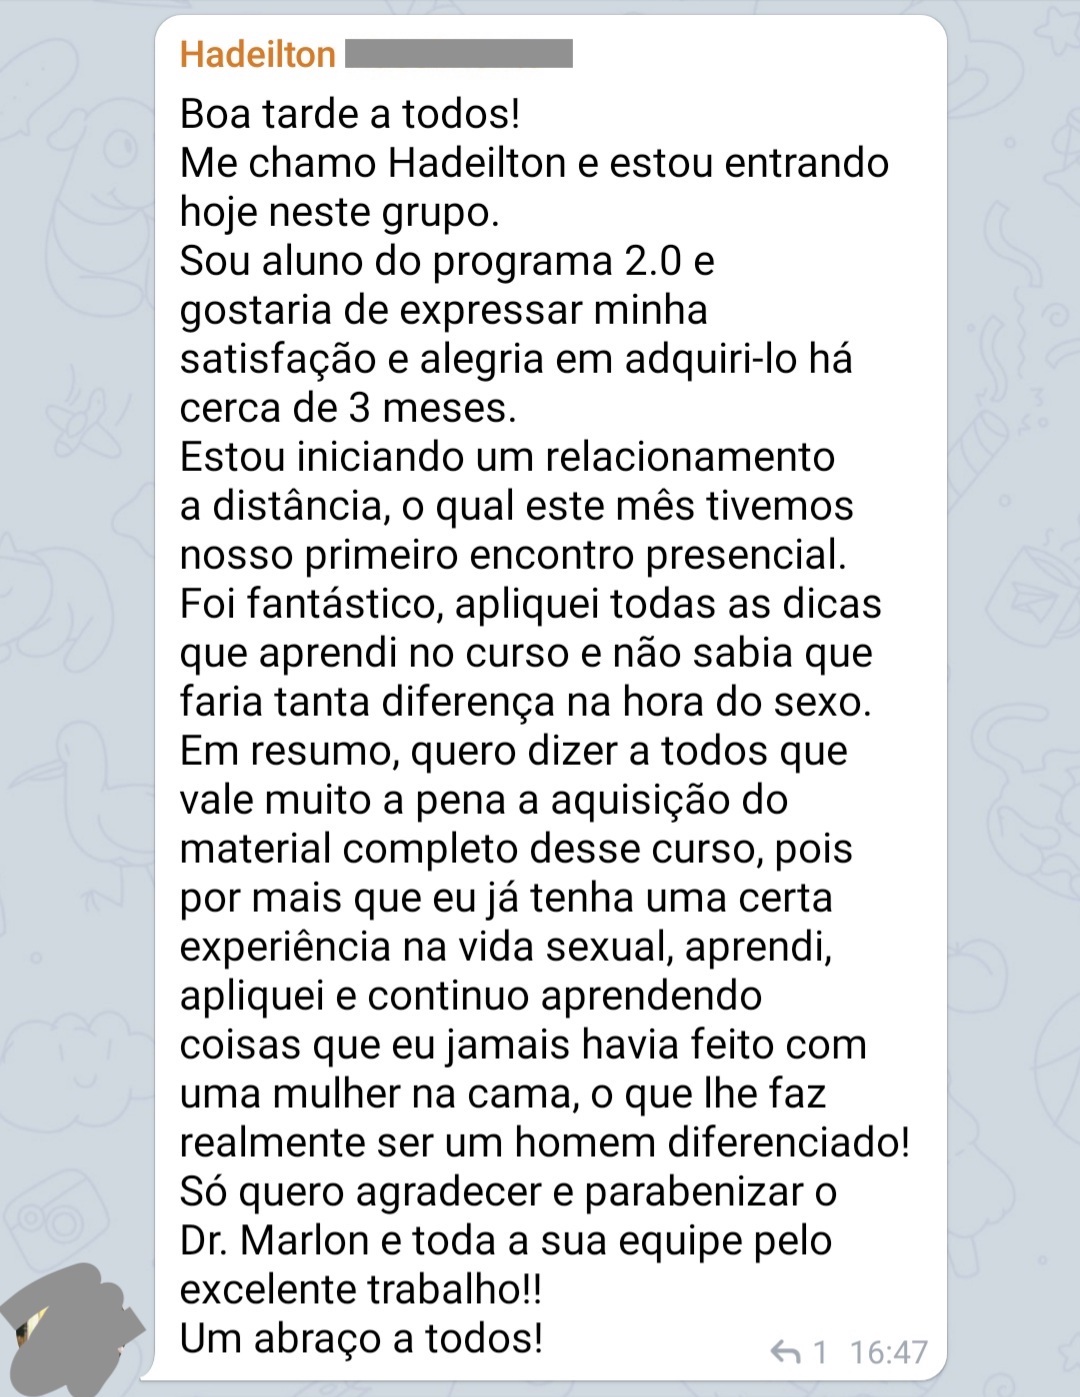 Hadeilton
Boa tarde a todos!
Me chamo Hadeilton e estou entrando
hoje neste grupo.
Sou aluno do programa 2.0 e
gostaria de expressar minha
satisfação e alegria em adquiri-lo há
cerca de 3 meses.
Estou iniciando um relacionamento
a distância, o qual este mês tivemos
nosso primeiro encontro presencial.
Foi fantástico, apliquei todas as dicas
que aprendi no curso e não sabia que
faria tanta diferença na hora do sexo.
Em resumo, quero dizer a todos que
vale muito a pena a aquisição do
material completo desse curso, pois
por mais que eu já tenha uma certa
experiência na vida sexual, aprendi,
apliquei e continuo aprendendo
coisas que eu jamais havia feito com
uma mulher na cama, o que lhe faz
realmente ser um homem diferenciado!
Só quero agradecer e parabenizar o
Dr. Marlon e toda a sua equipe pelo
excelente trabalho!!
Um abraço a todos!
1 16:47